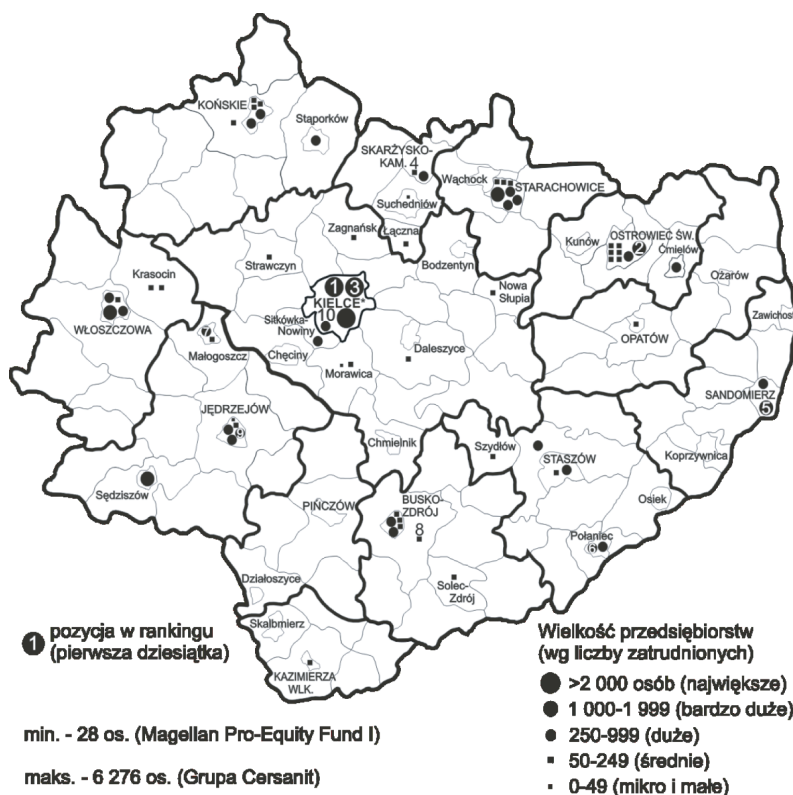 KOŃSKIE
Stąporków
SKARŻYSKO-
KAM. 4
Suchedniów
Wąchock
STARACHOWICE
Zagnańsk
Łączna
Strawczyn
Bodzentyn
Kunów
OSTROWIEC ŚW.
2
Ćmielów
Ożarów
Krasocin
Nowa
Słupia
1 3
KIELCE*
10
Zawichost
WŁOSZCZOWA
Sitkówka-
Nowiny
OPATÓW
7
Małogoszcz
Chęciny
Daleszyce
Morawica
SANDOMIERZ
5
JĘDRZEJÓW
9
Chmielnik
Szydłów
STASZÓW
Koprzywnica
Sędziszów
PIŃCZÓW
BUSKO-
ZDRÓJ
8
Osiek
Połaniec
6
Działoszyce
Solec-
Zdrój
Skalbmierz
KAZIMIERZA
WLK.
1 pozycja w rankingu
(pierwsza dziesiątka)
min. - 28 os. (Magellan Pro-Equity Fund I)
maks. - 6 276 os. (Grupa Cersanit)
Wielkość przedsiębiorstw
(wg liczby zatrudnionych)
>2 000 osób (największe)
1 000-1 999 (bardzo duże)
250-999 (duże)
50-249 (średnie)
0-49 (mikro i małe)